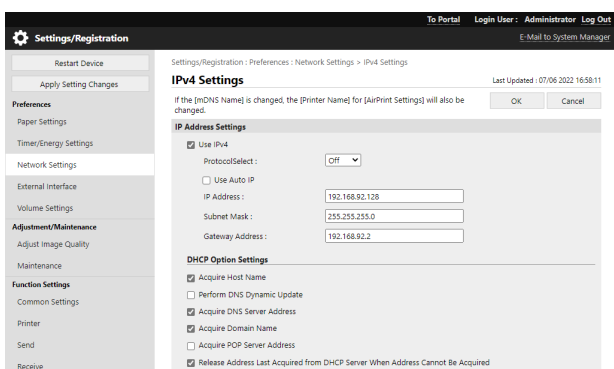 To Portal Login User : Administrator Log Out
Settings/Registration
E-Mail to System Manager
Restart Device
Apply Setting Changes
Preferences
Paper Settings
Timer/Energy Settings
Network Settings
External Interface
Volume Settings
Adjustment/Maintenance
Adjust Image Quality
Maintenance
Function Settings
Common Settings
Printer
Send
Receive
Settings/Registration : Preferences : Network Settings > IPv4 Settings
IPv4 Settings
Last Updated : 07/06 2022 16:58:11
If the [mDNS Name] is changed, the [Printer Name] for [AirPrint Settings] will also be
changed.
OK Cancel
IP Address Settings
Use IPv4
ProtocolSelect : Off
Use Auto IP
IP Address : 192.168.92.128
Subnet Mask : 255.255.255.0
Gateway Address : 192.168.92.2
DHCP Option Settings
Acquire Host Name
Perform DNS Dynamic Update
Acquire DNS Server Address
Acquire Domain Name
Acquire POP Server Address
Release Address Last Acquired from DHCP Server When Address Cannot Be Acquired